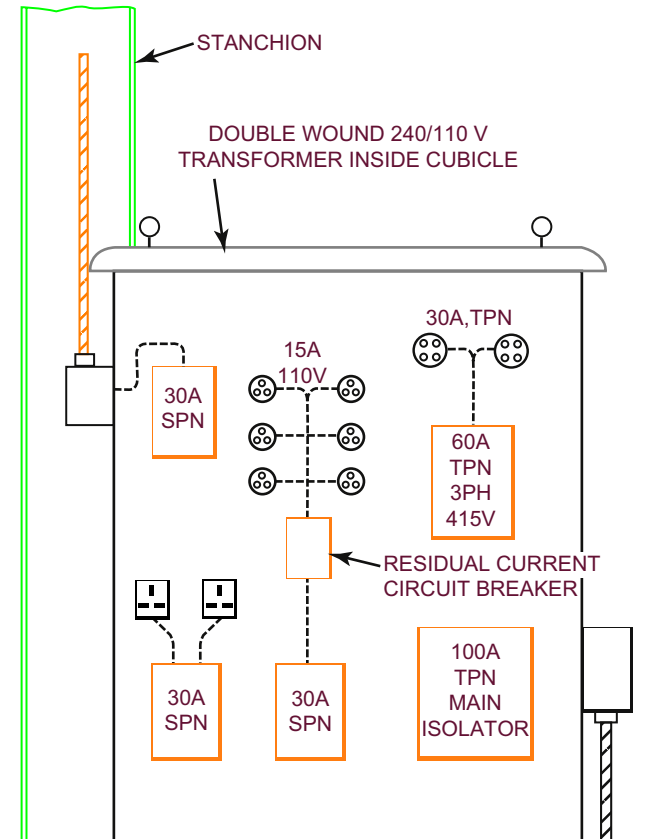 STANCHION
DOUBLE WOUND 240/110 V
TRANSFORMER INSIDE CUBICLE
30A,TPN
15A
110V
30A
SPN
60A
TPN
3PH
415V
RESIDUAL CURRENT
CIRCUIT BREAKER
30A
SPN
30A
SPN
100A
TPN
MAIN
ISOLATOR